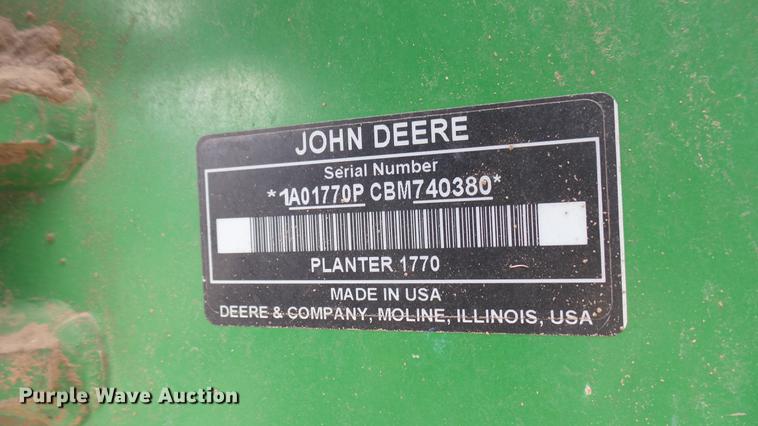 JOHN DEERE
Serial Number
*1A01770P CBM740380*
PLANTER 1770
MADE IN USA
DEERE & COMPANY, MOLINE, ILLINOIS, USA
Purple Wave Auction